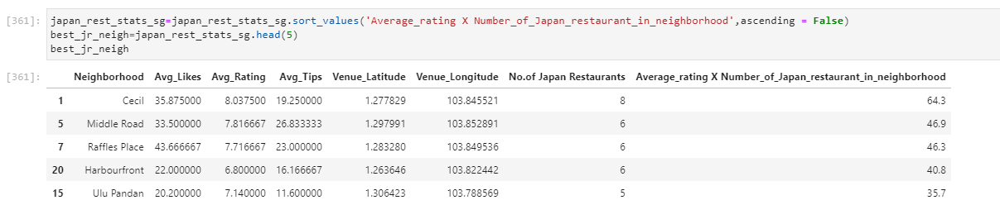 [361]: japan_rest_stats_sg=japan_rest_stats_sg.sort_values('Average_rating X Number_of_Japan_restaurant_in_neighborhood',ascending = False)
best_jr_neigh=japan_rest_stats_sg.head(5)
best_jr_neigh
[361]: Neighborhood Avg_Likes Avg_Rating Avg_Tips Venue_Latitude Venue_Longitude No.of Japan Restaurants Average_rating X Number_of_Japan_restaurant_in_neighborhood
1 Cecil 35.875000 8.037500 19.250000 1.277829 103.845521 8 64.3
5 Middle Road 33.500000 7.816667 26.833333 1.297991 103.852891 6 46.9
7 Raffles Place 43.666667 7.716667 23.000000 1.283280 103.849536 6 46.3
20 Harbourfront 22.000000 6.800000 16.166667 1.263646 103.822442 6 40.8
15 Ulu Pandan 20.200000 7.140000 11.600000 1.306423 103.788569 5 35.7